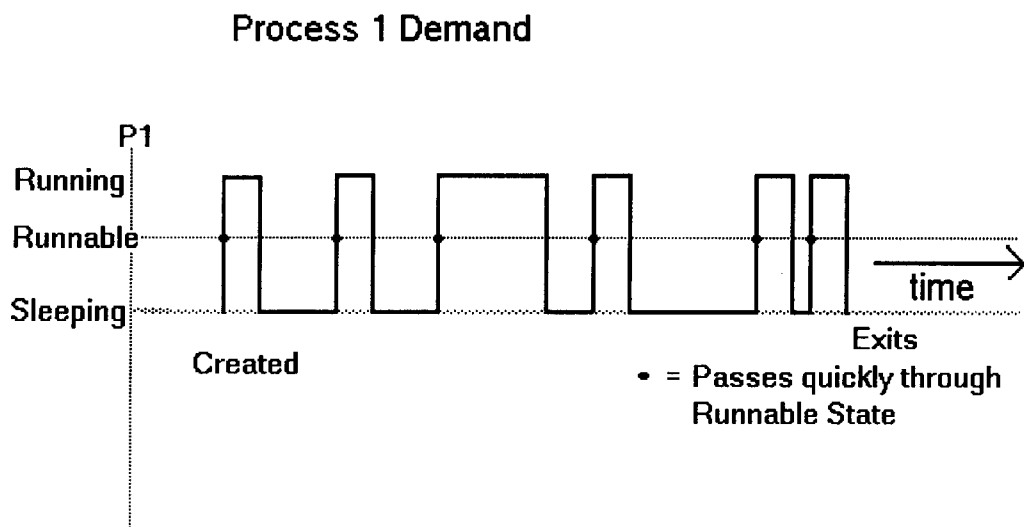 Process 1 Demand
P1
Running
Runnable
Sleeping
time
Created
Exits
• = Passes quickly through
Runnable State